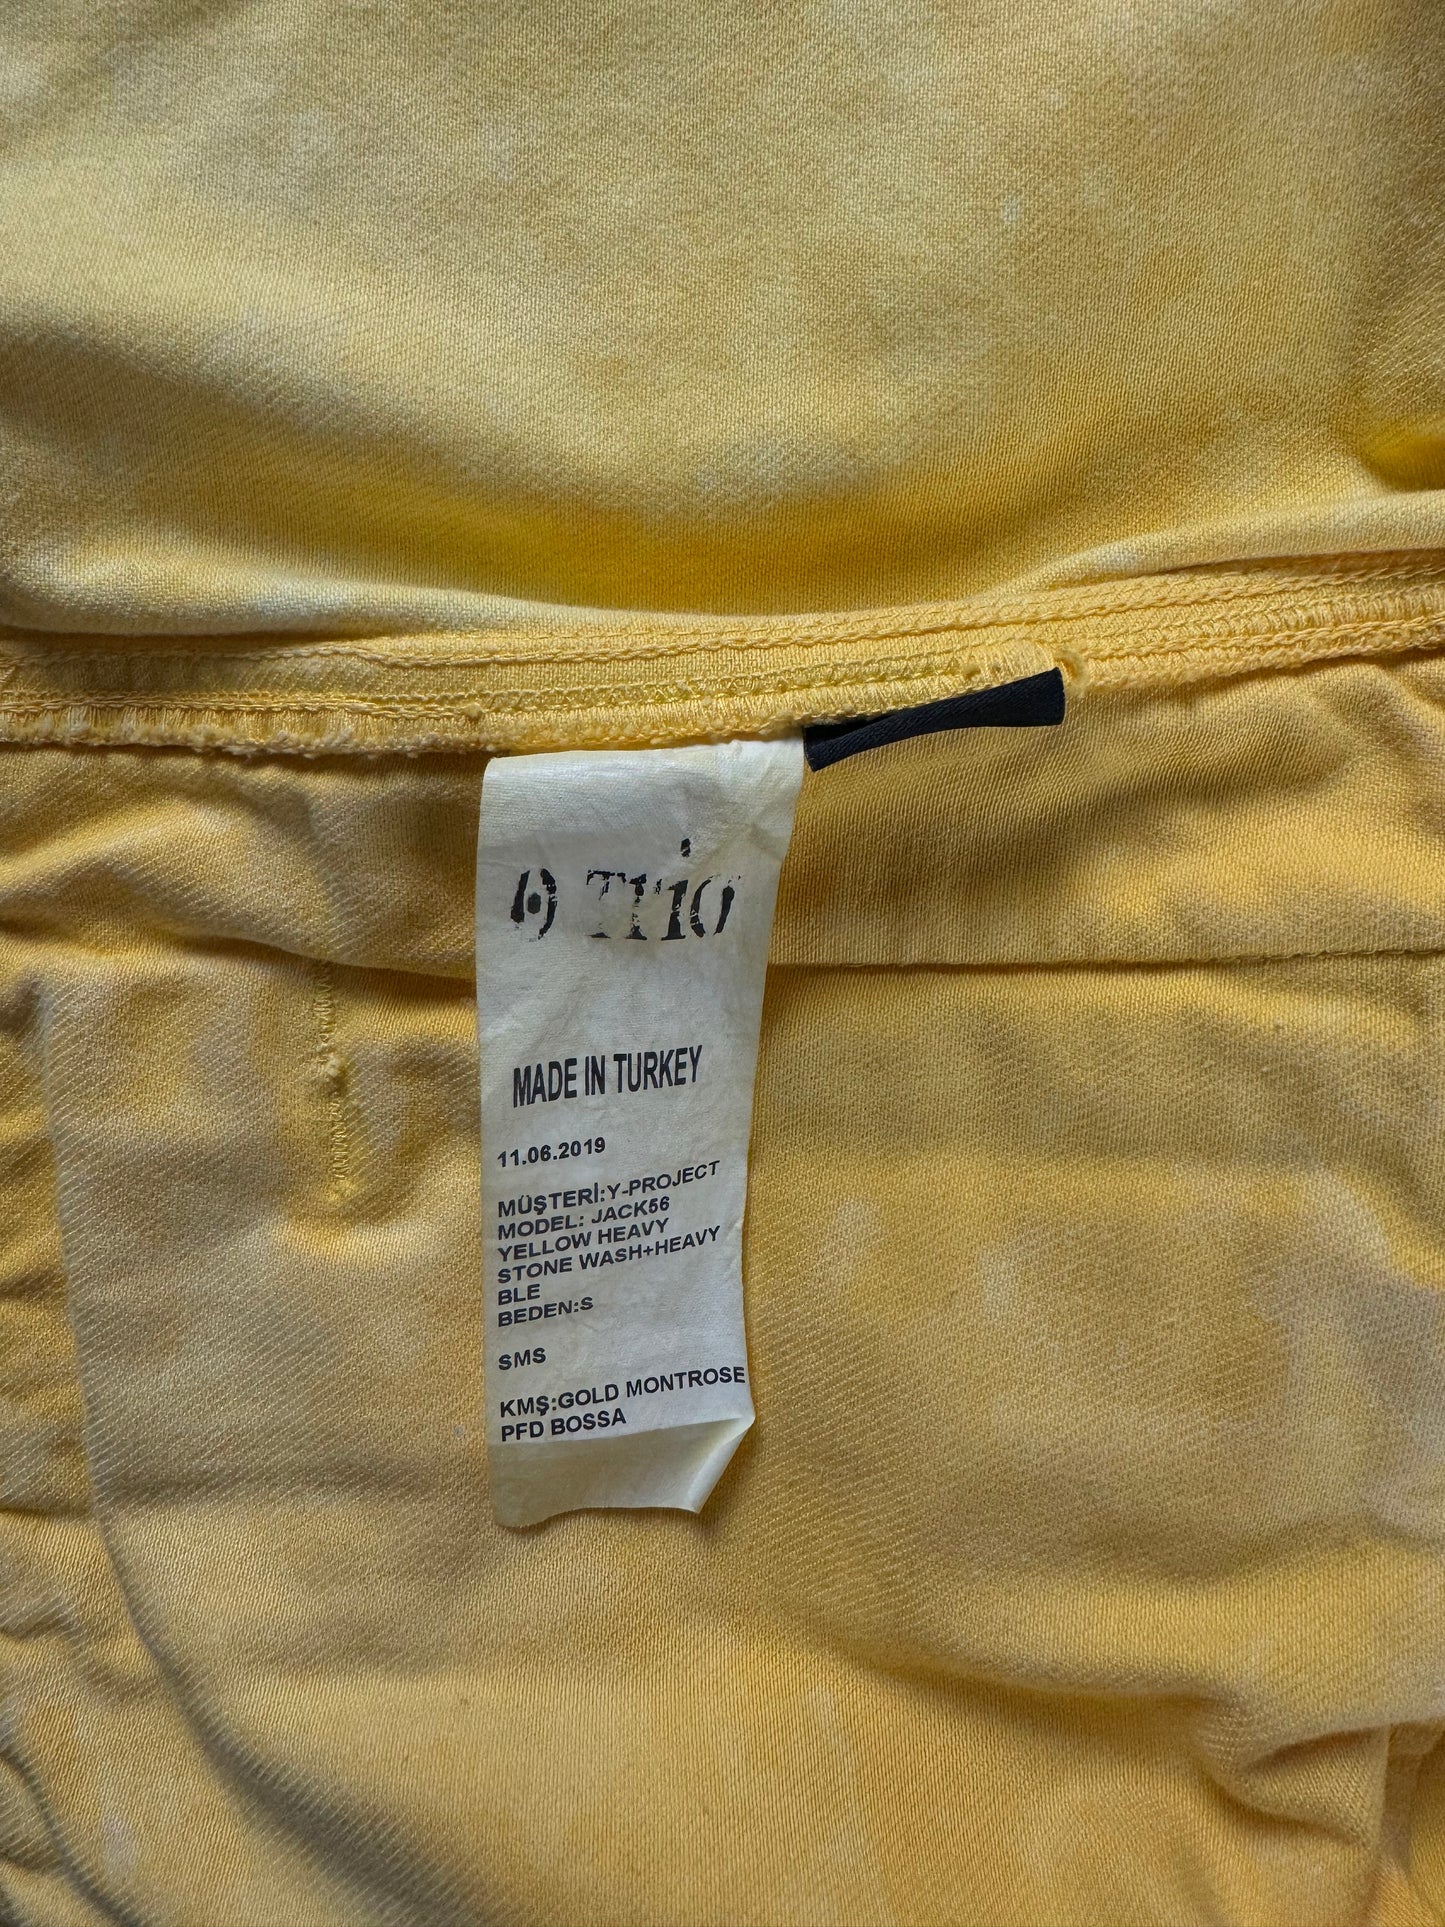 MADE IN TURKEY
11.06.2019
MÜŞTERİ:Y-PROJECT
MODEL: JACK56
YELLOW HEAVY
STONE WASH+HEAVY
BLE
BEDEN:S
SMS
KMŞ:GOLD MONTROSE
PFD BOSSA